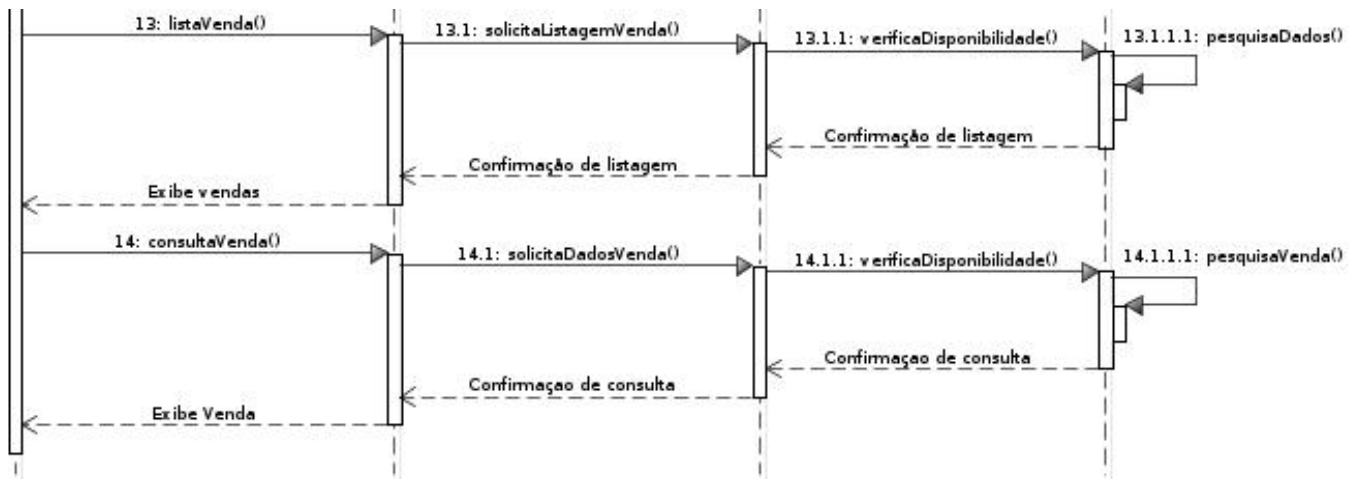 13: listaVenda()
13.1: solicitaListagemVenda()
13.1.1: verificaDisponibilidade()
13.1.1.1: pesquisaDados()
Confirmação de listagem
Confirmação de listagem
Exibe vendas
14: consultaVenda()
14.1: solicitaDadosVenda()
14.1.1: verificaDisponibilidade()
14.1.1.1: pesquisaVenda()
Confirmaçao de consulta
Confirmaçao de consulta
Exibe Venda